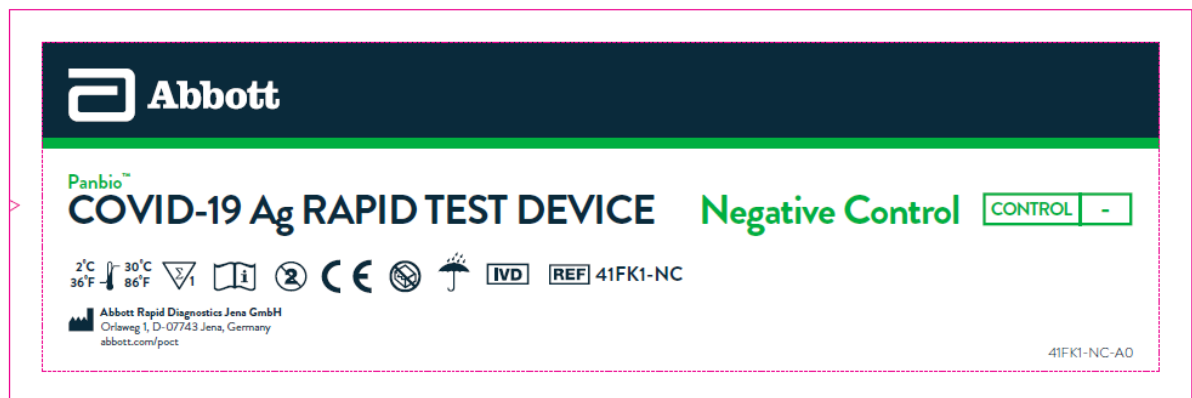 Abbott
Panbio™
COVID-19 Ag RAPID TEST DEVICE Negative Control CONTROL -
2°C 30°C
36°F 86°F
Σ 1 i 2 CE IVD REF 41FK1-NC
Abbott Rapid Diagnostics Jena GmbH
Orlaweg 1, D-07743 Jena, Germany
abbott.com/poct
41FK1-NC-A0